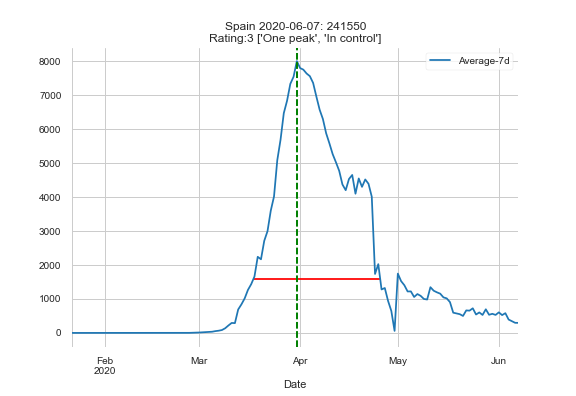 Spain 2020-06-07: 241550
Rating:3 ['One peak', 'In control']
Average-7d
8000
7000
6000
5000
4000
3000
2000
1000
0
Feb
2020
Mar
Apr
May
Jun
Date